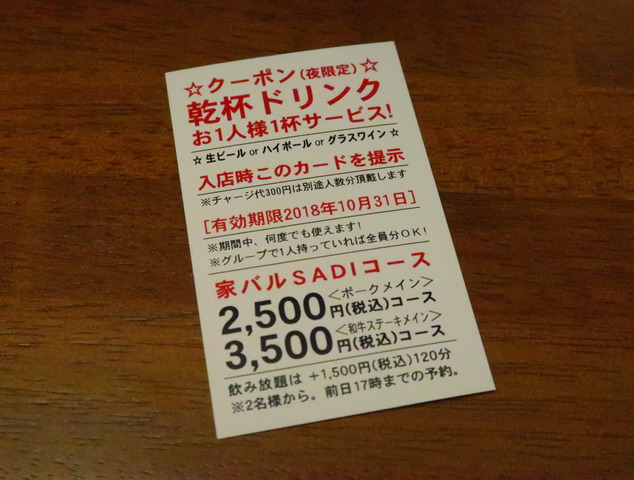 ☆クーポン(夜限定)☆
乾杯ドリンク
お1人様1杯サービス!
☆ 生ビール or ハイボール or グラスワイン ☆
入店時このカードを提示
※チャージ代300円は別途人数分頂戴します
[有効期限2018年10月31日]
※期間中、何度でも使えます!
※グループで1人持っていれば全員分OK!
家バルSADIコース
2,500円(税込)コース<ポークメイン>
3,500円(税込)コース<和牛ステーキメイン>
飲み放題は +1,500円(税込)120分
※2名様から。前日17時までの予約。